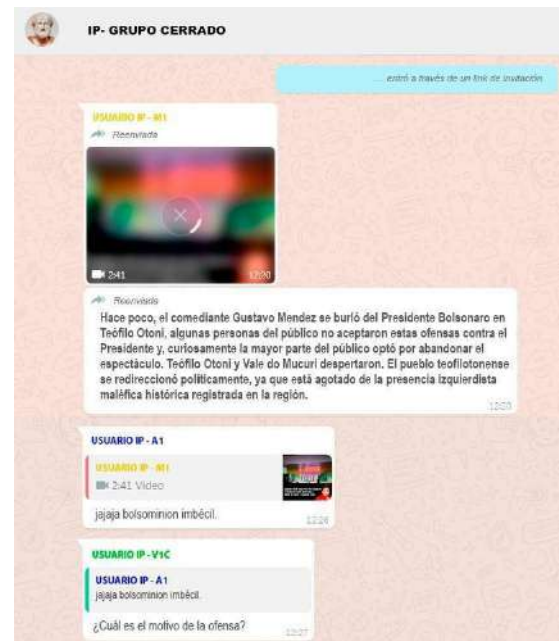 IP- GRUPO CERRADO
... entró a través de un link de invitación
USUARIO IP - M1
Reenviada
2:41 12:20
Reenviada
Hace poco, el comediante Gustavo Mendez se burló del Presidente Bolsonaro en
Teófilo Otoni, algunas personas del público no aceptaron estas ofensas contra el
Presidente y, curiosamente la mayor parte del público optó por abandonar el
espectáculo. Teófilo Otoni y Vale do Mucuri despertaron. El pueblo teofilotonense
se redireccionó políticamente, ya que está agotado de la presencia izquierdista
maléfica histórica registrada en la región.
USUARIO IP - A1
USUARIO IP - M1
2:41 Video
jajaja bolsominion imbécil.
12:26
USUARIO IP - V1C
USUARIO IP - A1
jajaja bolsominion imbécil.
¿Cuál es el motivo de la ofensa?
12:27